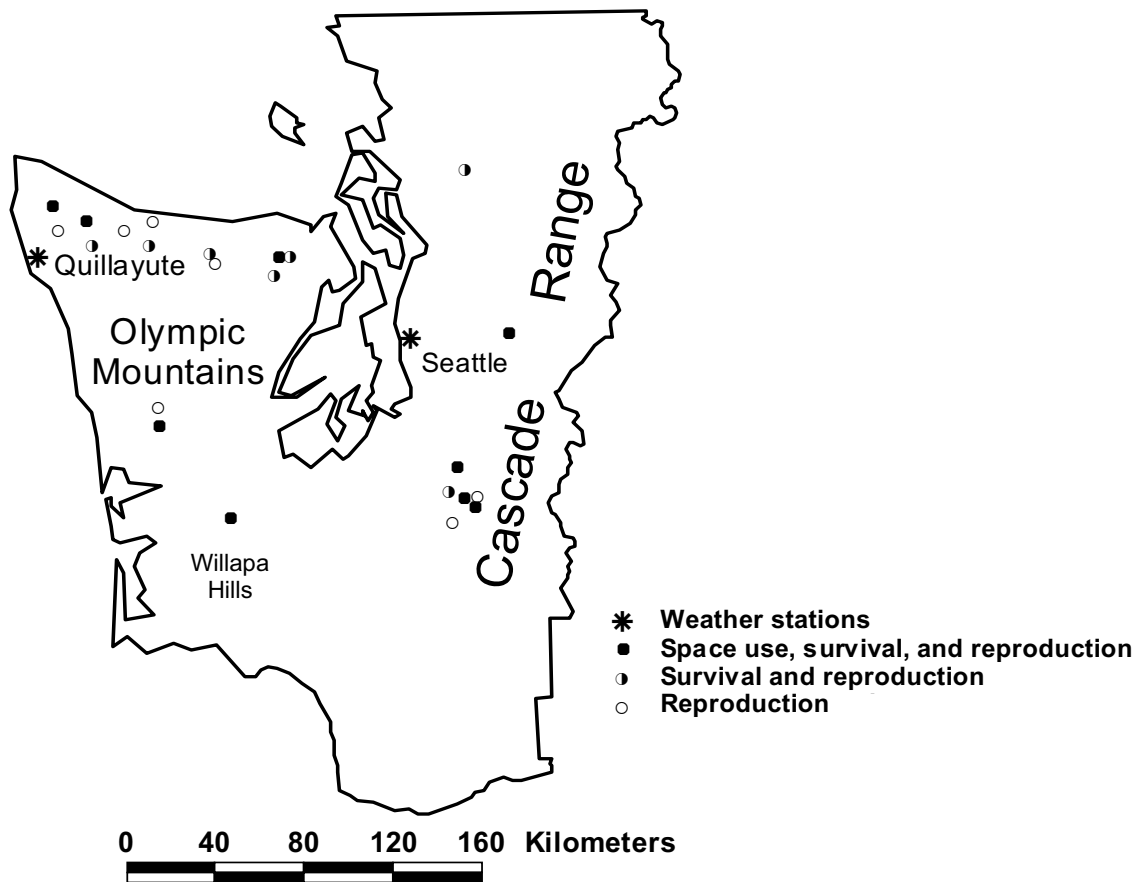 Quillayute
Olympic
Mountains
Seattle
Range
Cascade
Willapa
Hills
Weather stations
Space use, survival, and reproduction
Survival and reproduction
Reproduction
0 40 80 120 160 Kilometers